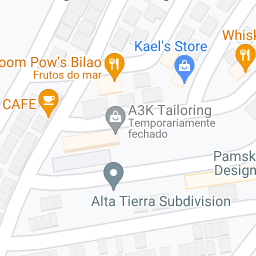 Whisk
Kael's Store
oom Pow's Bilao
Frutos do mar
CAFE
A3K Tailoring
Temporariamente
fechado
Pamsk
Design
Alta Tierra Subdivision